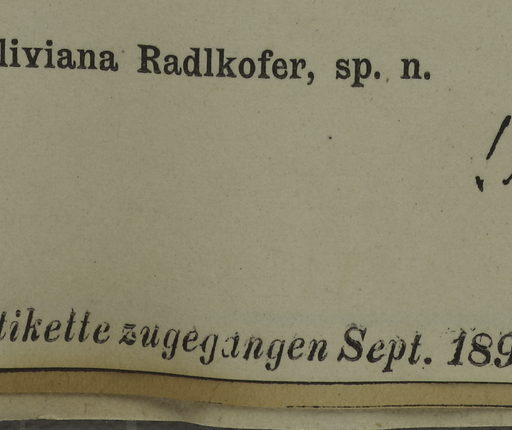 liviana Radlkofer, sp. n.
tikette zugegangen Sept. 189